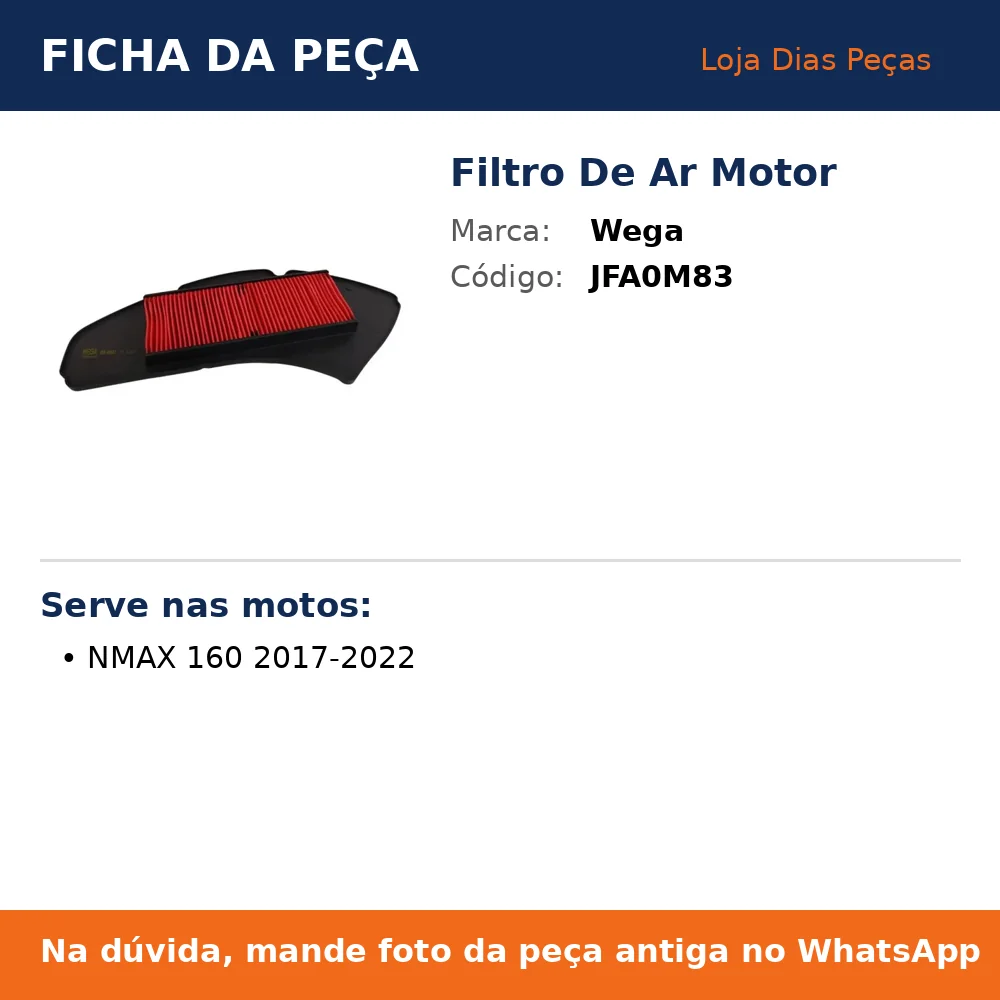 FICHA DA PEÇA
Loja Dias Peças
Filtro De Ar Motor
Marca: Wega
Código: JFA0M83
Serve nas motos:
• NMAX 160 2017-2022
Na dúvida, mande foto da peça antiga no WhatsApp